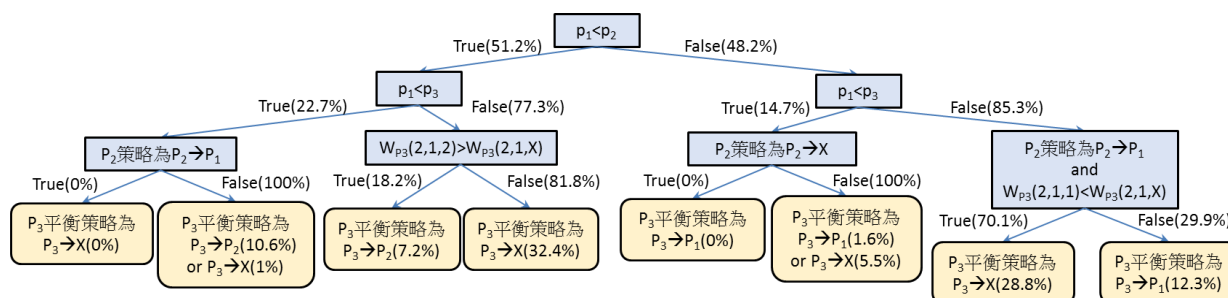 p₁<p₂
True(51.2%)
False(48.2%)
p₁<p₃
p₁<p₃
True(22.7%)
False(77.3%)
True(14.7%)
False(85.3%)
P₂策略為P₂→P₁
W_P3(2,1,2)>W_P3(2,1,X)
P₂策略為P₂→X
P₂策略為P₂→P₁
and
W_P3(2,1,1)<W_P3(2,1,X)
True(0%)
False(100%)
True(18.2%)
False(81.8%)
True(0%)
False(100%)
True(70.1%)
False(29.9%)
P₃平衡策略為
P₃→X(0%)
P₃平衡策略為
P₃→P₂(10.6%)
or P₃→X(1%)
P₃平衡策略為
P₃→P₂(7.2%)
P₃平衡策略為
P₃→X(32.4%)
P₃平衡策略為
P₃→P₁(0%)
P₃平衡策略為
P₃→P₁(1.6%)
or P₃→X(5.5%)
P₃平衡策略為
P₃→X(28.8%)
P₃平衡策略為
P₃→P₁(12.3%)